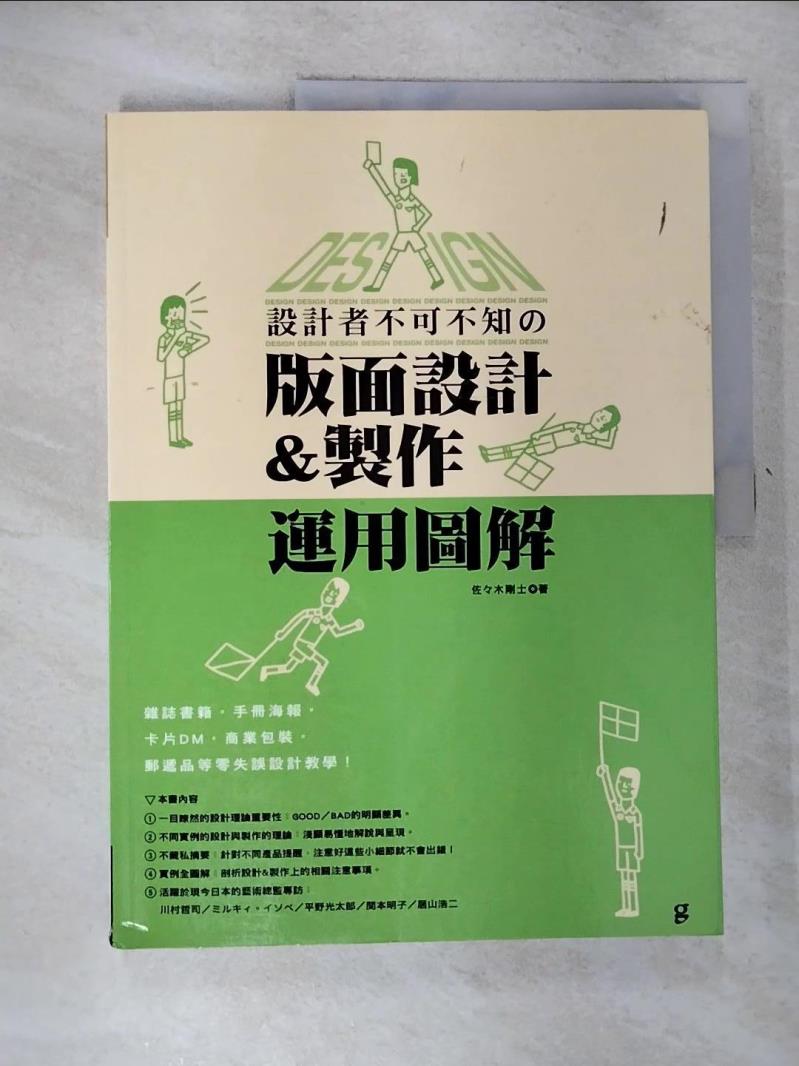 DESIGN
DESIGN DESIGN DESIGN DESIGN DESIGN DESIGN DESIGN DESIGN DESIGN
設計者不可不知の
DESIGN DESIGN DESIGN DESIGN DESIGN DESIGN DESIGN DESIGN DESIGN
版面設計
&製作
運用圖解
佐々木剛士◎著
雜誌書籍。手冊海報。
卡片DM。商業包裝。
郵遞品等零失誤設計教學!
▽本書內容
①一目瞭然的設計理論重要性:GOOD/BAD的明顯差異。
②不同實例的設計與製作的理論:淺顯易懂地解說與呈現。
③不藏私摘要:針對不同產品提醒,注意好這些小細節就不會出錯!
④實例全圖解:剖析設計&製作上的相關注意事項。
⑤活躍於現今日本的藝術總監專訪:
川村哲司/ミルキィ・イソベ/平野光太郎/関本明子/居山浩二
g